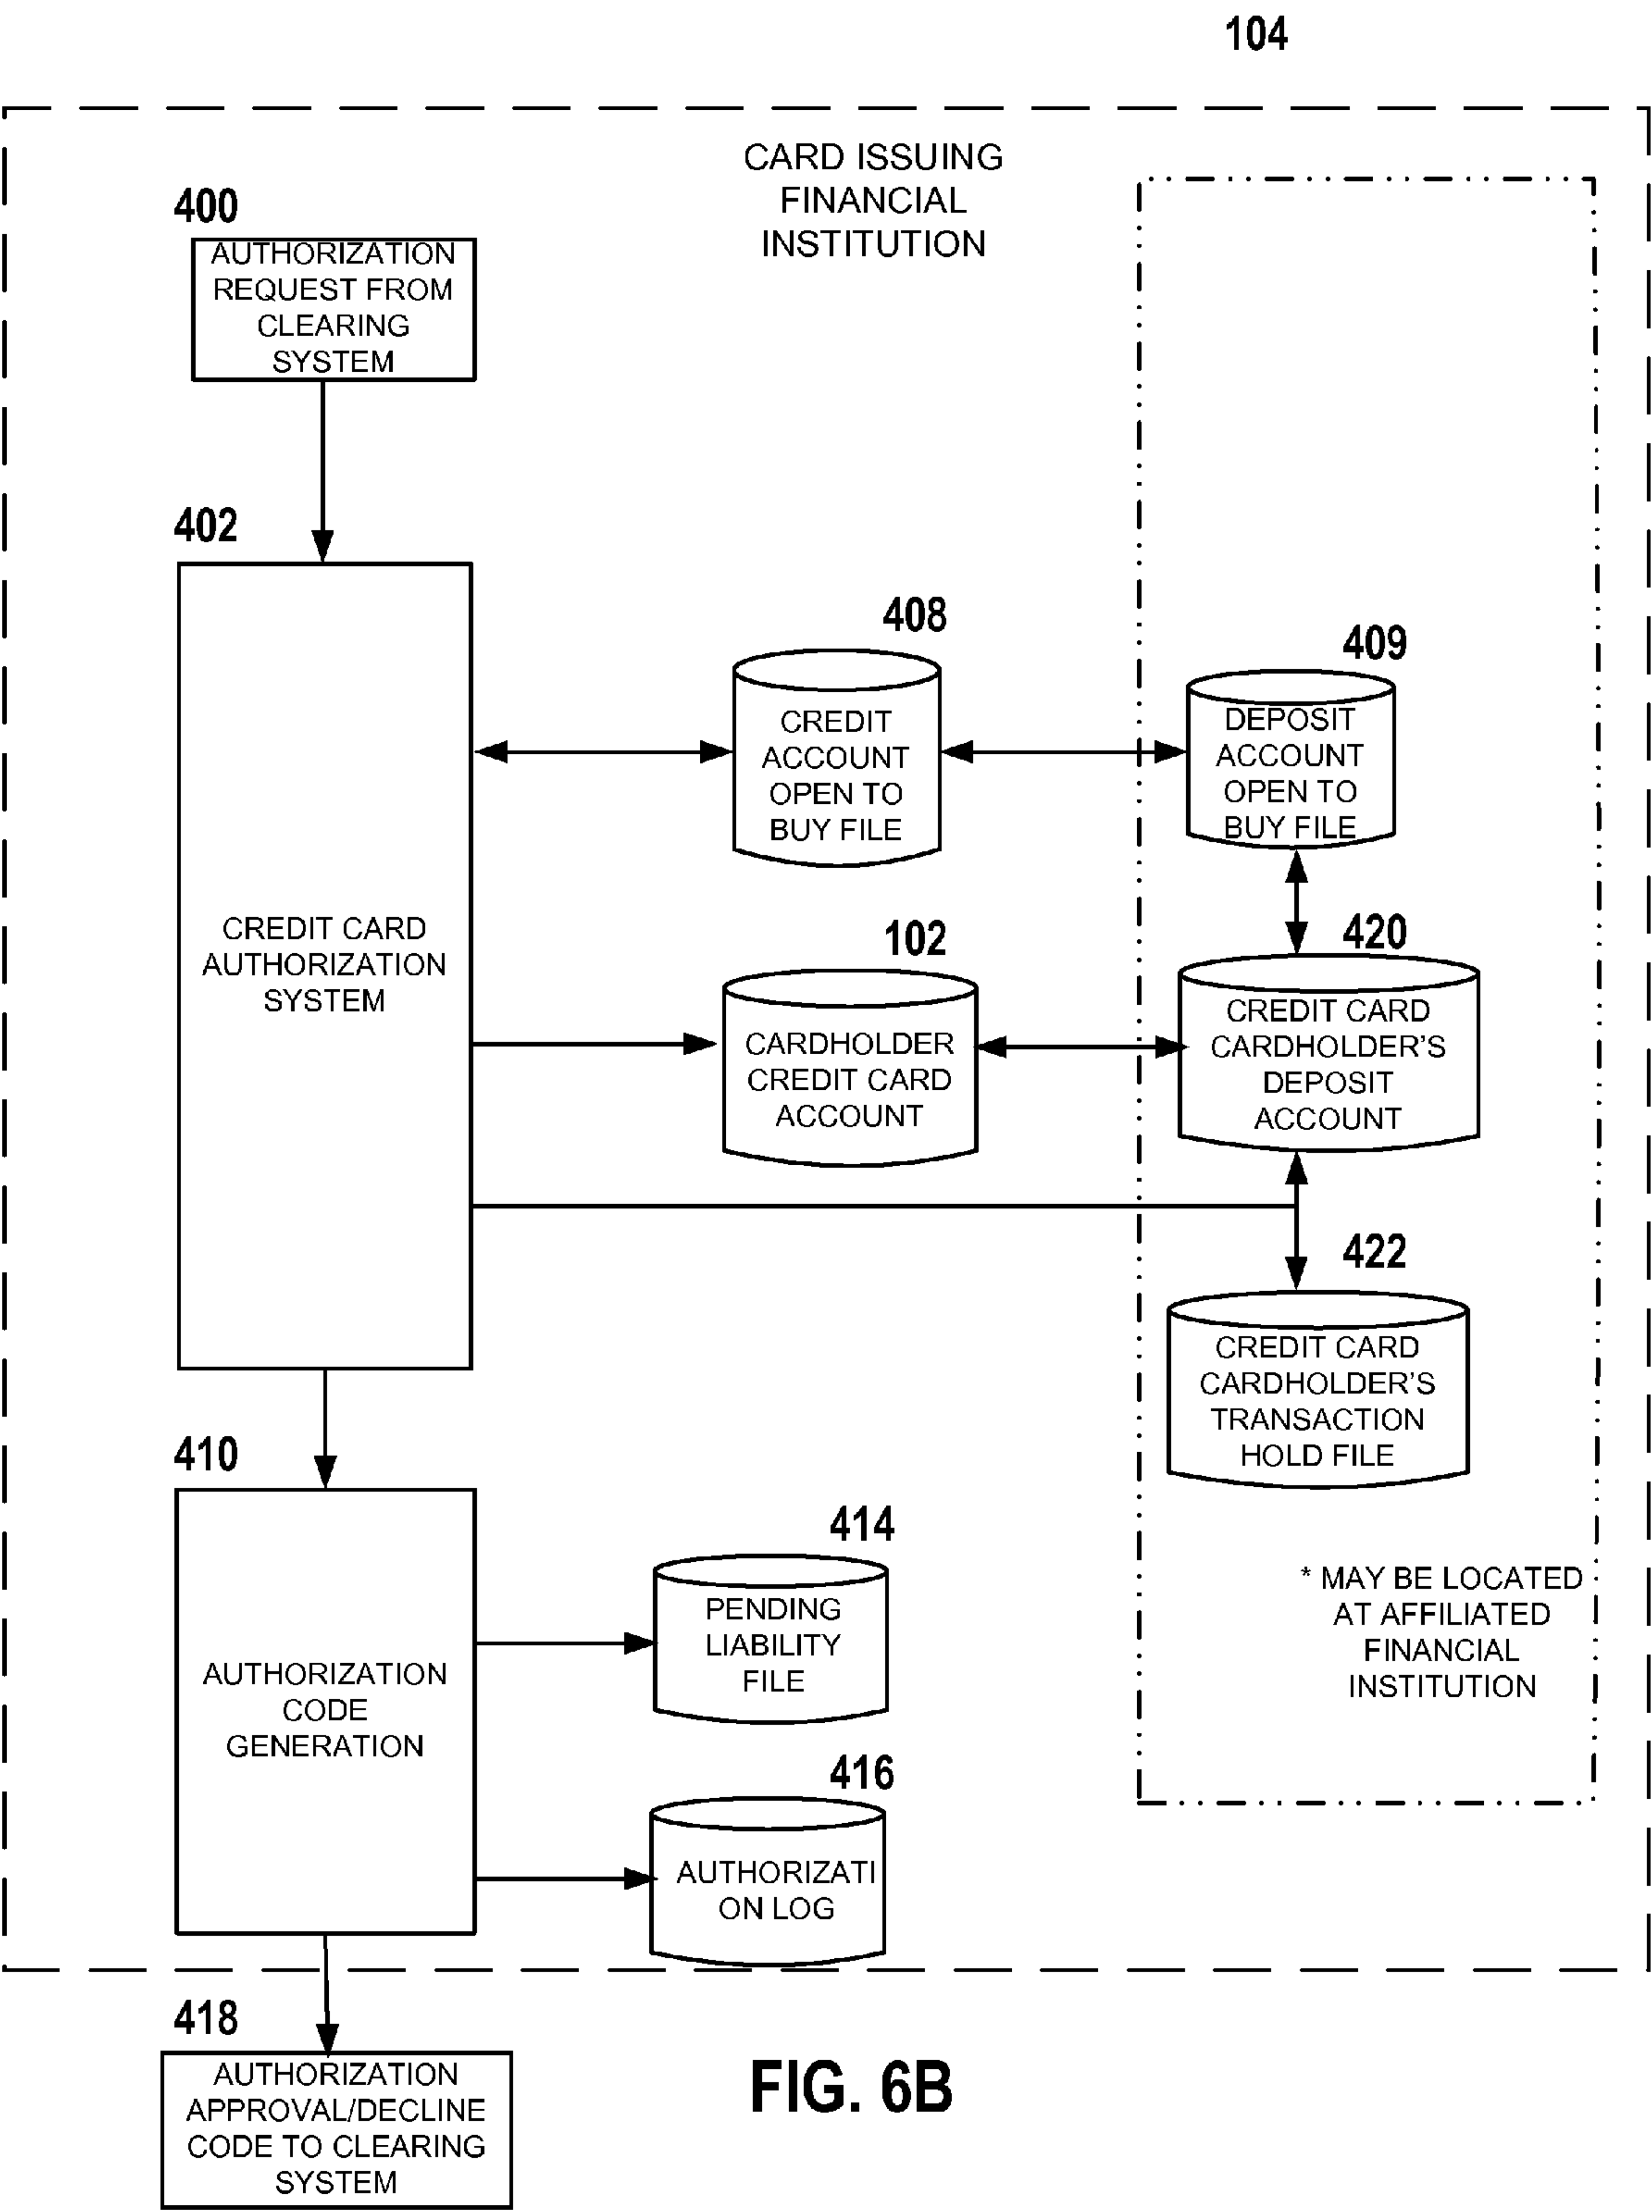 104
CARD ISSUING
FINANCIAL
INSTITUTION
400
AUTHORIZATION
REQUEST FROM
CLEARING
SYSTEM
402
CREDIT CARD
AUTHORIZATION
SYSTEM
408
CREDIT
ACCOUNT
OPEN TO
BUY FILE
409
DEPOSIT
ACCOUNT
OPEN TO
BUY FILE
102
CARDHOLDER
CREDIT CARD
ACCOUNT
420
CREDIT CARD
CARDHOLDER'S
DEPOSIT
ACCOUNT
422
CREDIT CARD
CARDHOLDER'S
TRANSACTION
HOLD FILE
410
AUTHORIZATION
CODE
GENERATION
414
PENDING
LIABILITY
FILE
* MAY BE LOCATED
AT AFFILIATED
FINANCIAL
INSTITUTION
416
AUTHORIZATI
ON LOG
418
AUTHORIZATION
APPROVAL/DECLINE
CODE TO CLEARING
SYSTEM
FIG. 6B